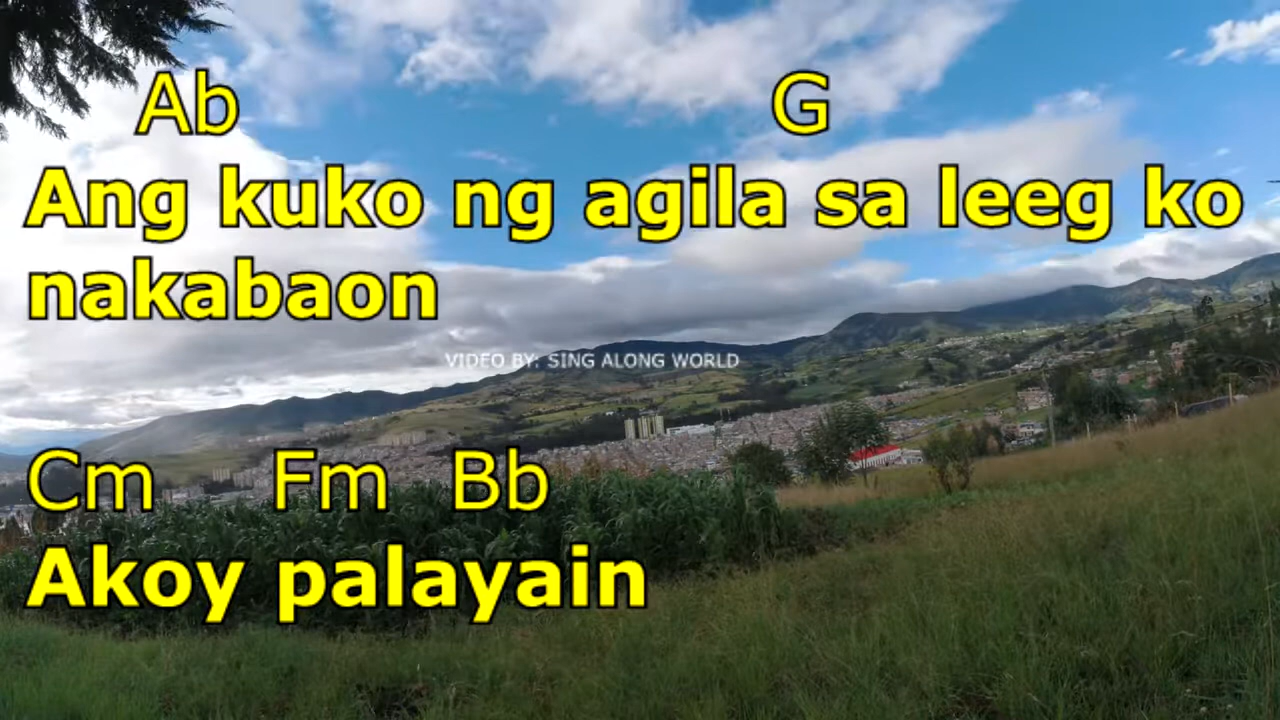 Ab G
Ang kuko ng agila sa leeg ko
nakabaon
VIDEO BY: SING ALONG WORLD
Cm Fm Bb
Akoy palayain